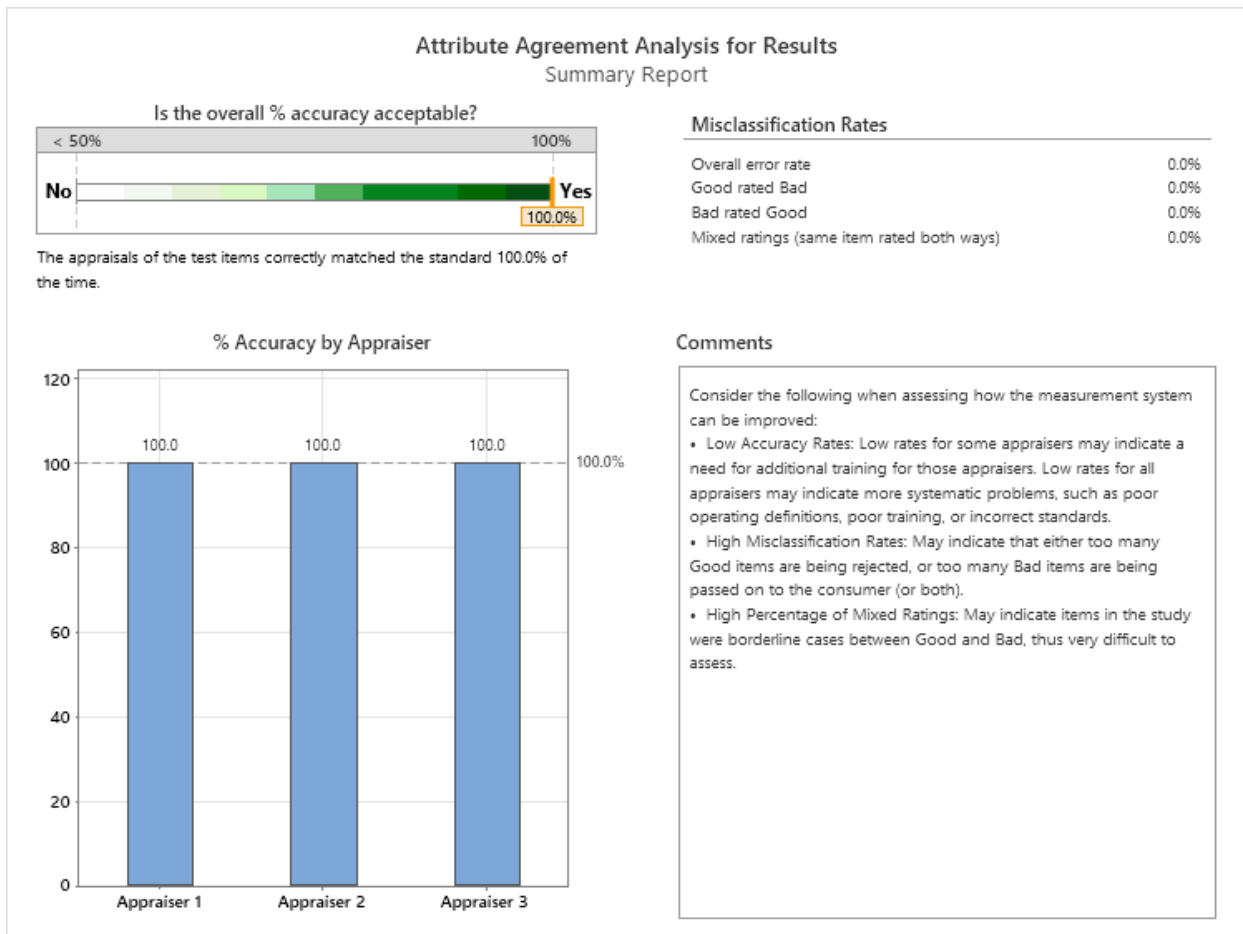 Attribute Agreement Analysis for Results
Summary Report
Is the overall % accuracy acceptable?
< 50% 100%
No Yes
100.0%
The appraisals of the test items correctly matched the standard 100.0% of
the time.
Misclassification Rates
Overall error rate 0.0%
Good rated Bad 0.0%
Bad rated Good 0.0%
Mixed ratings (same item rated both ways) 0.0%
% Accuracy by Appraiser
120
100
80
60
40
20
0
100.0 100.0 100.0
100.0%
Appraiser 1 Appraiser 2 Appraiser 3
Comments
Consider the following when assessing how the measurement system
can be improved:
• Low Accuracy Rates: Low rates for some appraisers may indicate a
need for additional training for those appraisers. Low rates for all
appraisers may indicate more systematic problems, such as poor
operating definitions, poor training, or incorrect standards.
• High Misclassification Rates: May indicate that either too many
Good items are being rejected, or too many Bad items are being
passed on to the consumer (or both).
• High Percentage of Mixed Ratings: May indicate items in the study
were borderline cases between Good and Bad, thus very difficult to
assess.